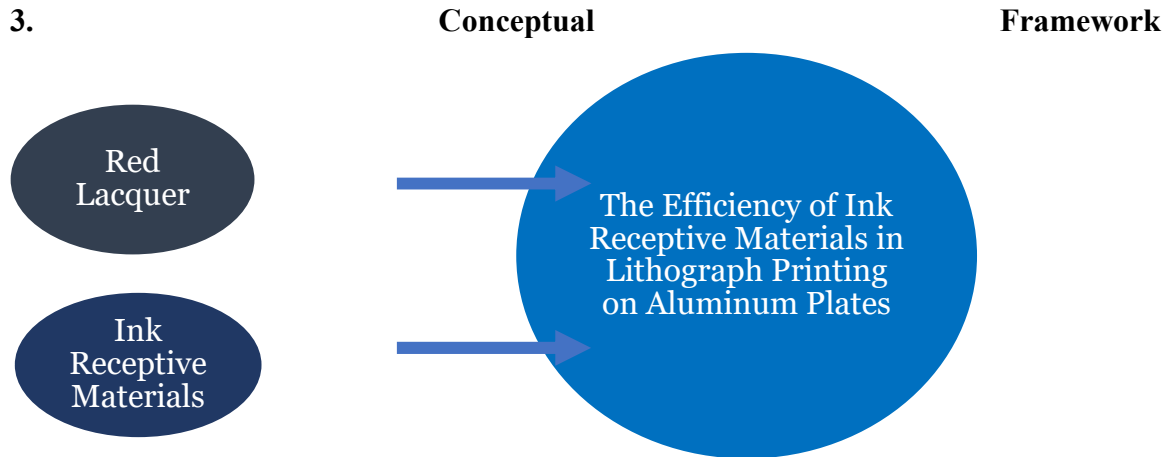 3. Conceptual Framework
Red
Lacquer
The Efficiency of Ink
Receptive Materials in
Lithograph Printing
on Aluminum Plates
Ink
Receptive
Materials